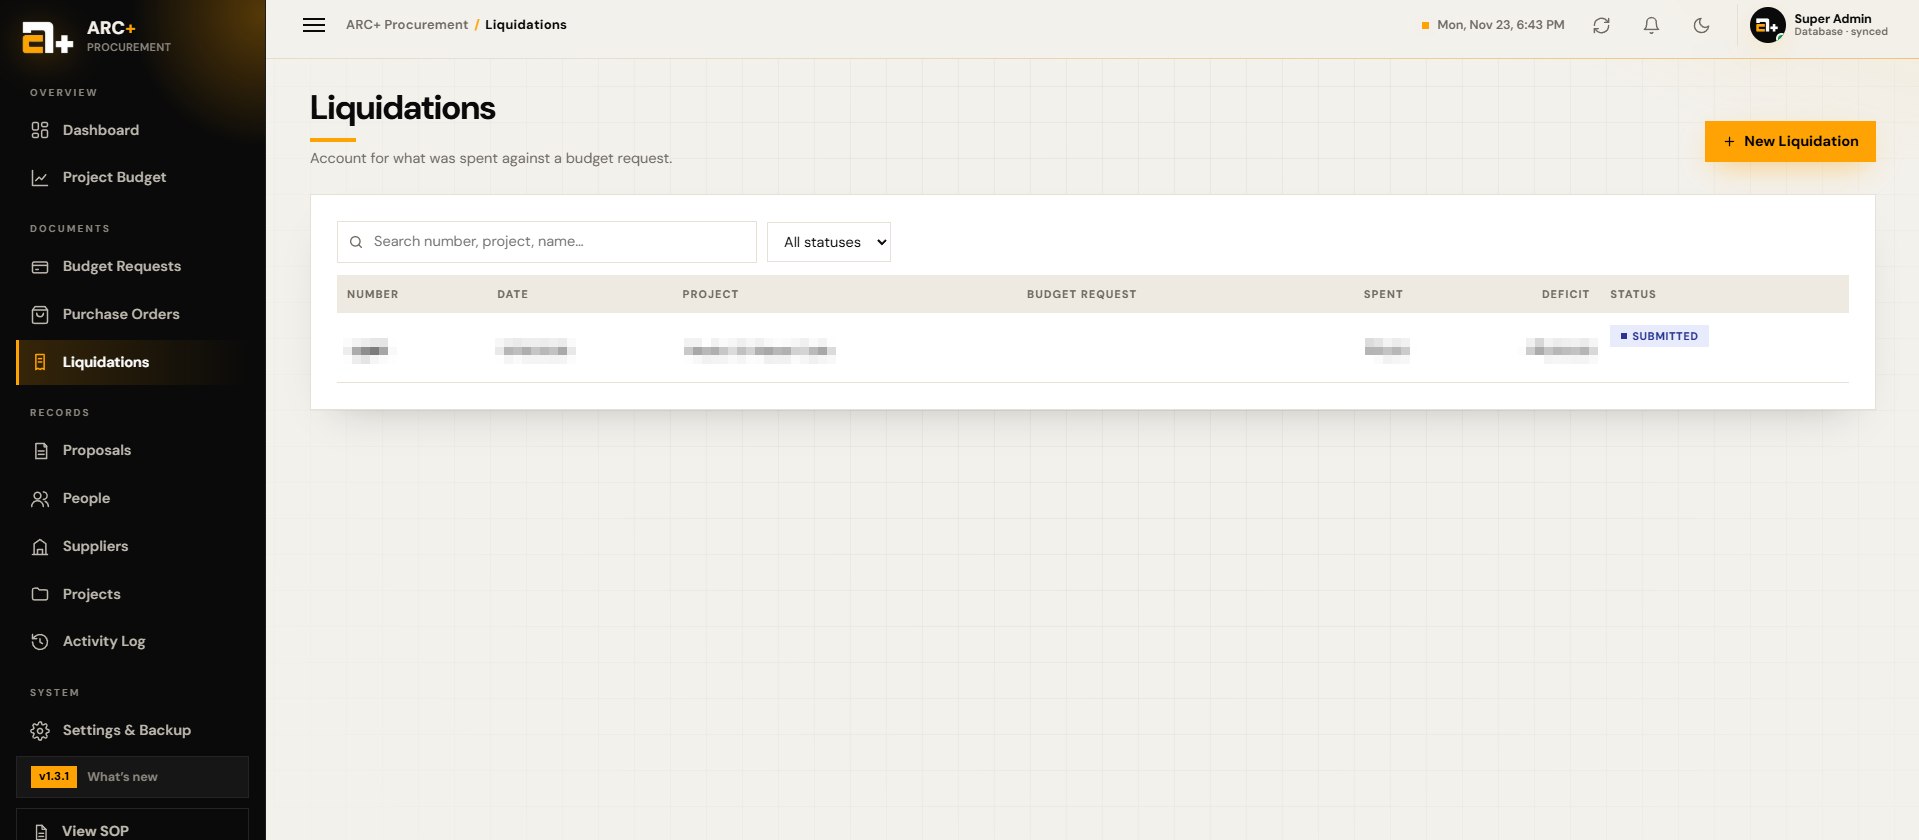 ARC+
PROCUREMENT
OVERVIEW
Dashboard
Project Budget
DOCUMENTS
Budget Requests
Purchase Orders
Liquidations
RECORDS
Proposals
People
Suppliers
Projects
Activity Log
SYSTEM
Settings & Backup
v1.3.1 What's new
View SOP
ARC+ Procurement / Liquidations
Mon, Nov 23, 6:43 PM
Super Admin
Database · synced
Liquidations
Account for what was spent against a budget request.
+ New Liquidation
Search number, project, name…
All statuses
NUMBER DATE PROJECT BUDGET REQUEST SPENT DEFICIT STATUS
SUBMITTED